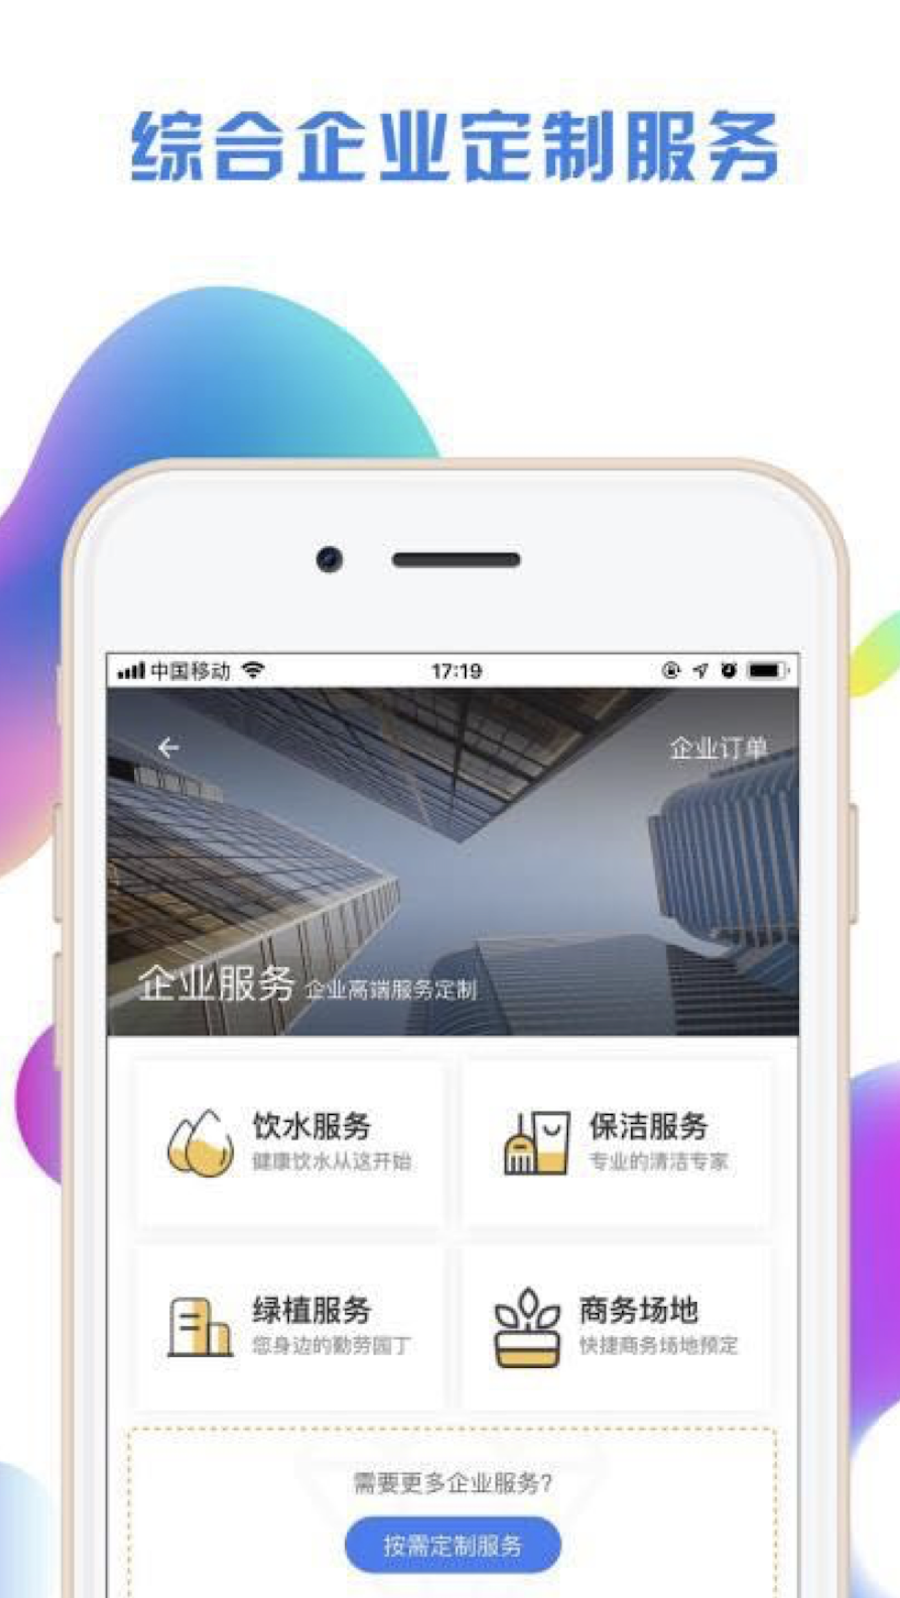 综合企业定制服务
中国移动 17:19
企业订单
企业服务 企业高端服务定制
饮水服务
健康饮水从这开始
保洁服务
专业的清洁专家
绿植服务
您身边的勤劳园丁
商务场地
快捷商务场地预定
需要更多企业服务?
按需定制服务